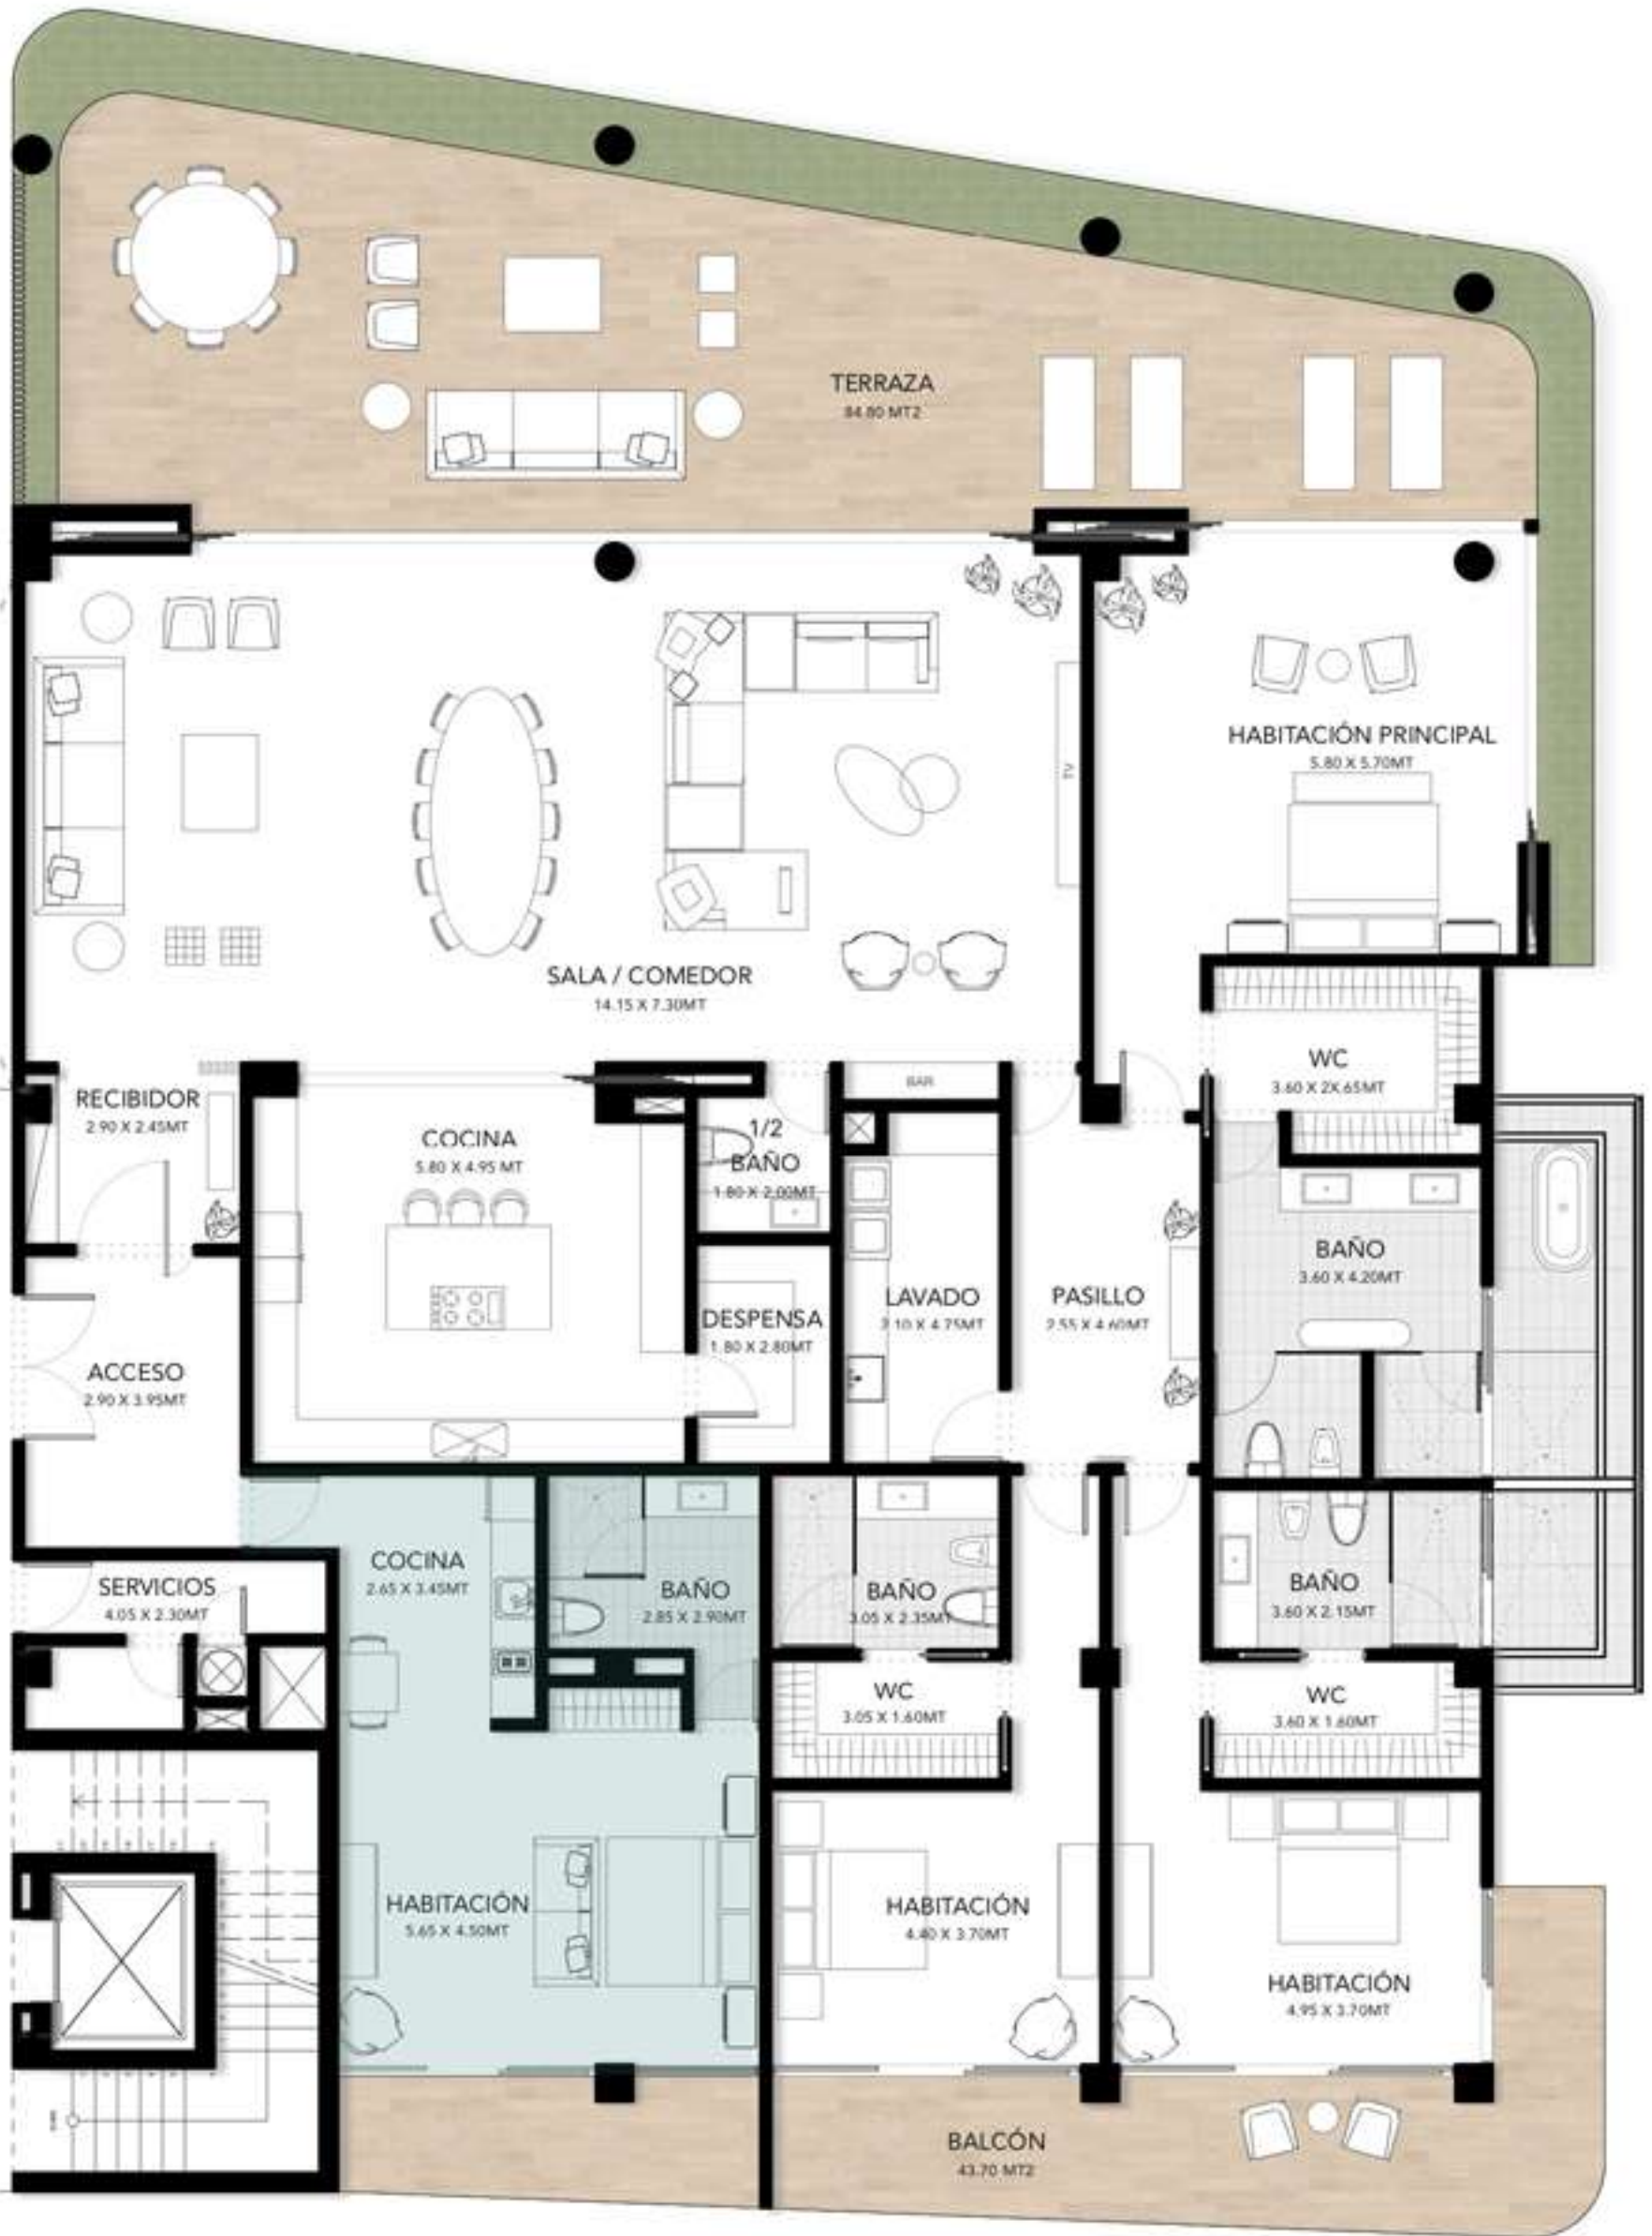 TERRAZA
84.80 MT2
HABITACIÓN PRINCIPAL
5.80 X 5.70MT
TV
SALA / COMEDOR
14.15 X 7.30MT
WC
3.60 X 2X.65MT
BAR
RECIBIDOR
2.90 X 2.45MT
COCINA
5.80 X 4.95 MT
1/2
BAÑO
1.80 X 2.00MT
BAÑO
3.60 X 4.20MT
LAVADO
2.10 X 4.75MT
PASILLO
2.55 X 4.60MT
DESPENSA
1.80 X 2.80MT
ACCESO
2.90 X 3.95MT
COCINA
2.65 X 3.45MT
SERVICIOS
4.05 X 2.30MT
BAÑO
2.85 X 2.90MT
BAÑO
3.05 X 2.35MT
BAÑO
3.60 X 2.15MT
WC
3.05 X 1.60MT
WC
3.60 X 1.60MT
HABITACIÓN
5.65 X 4.50MT
HABITACIÓN
4.40 X 3.70MT
HABITACIÓN
4.95 X 3.70MT
BALCÓN
43.70 MT2